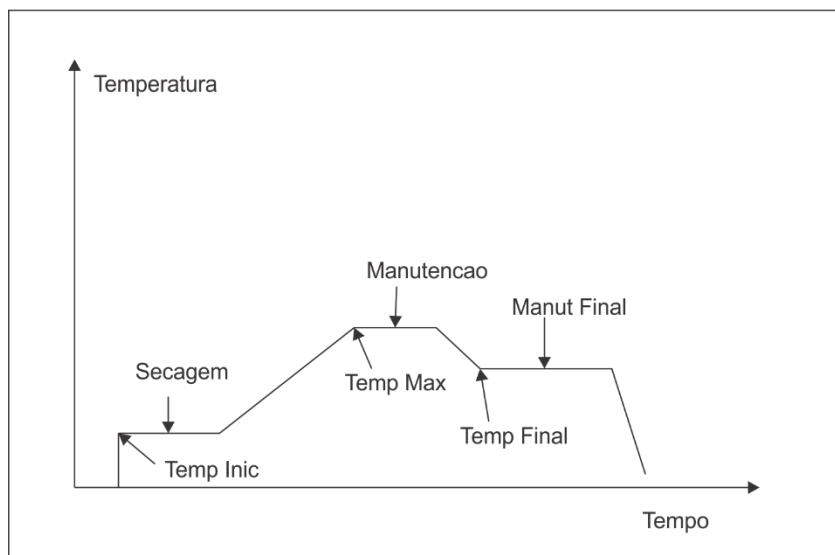 Temperatura
Manutencao
Manut Final
Secagem
Temp Max
Temp Final
Temp Inic
Tempo